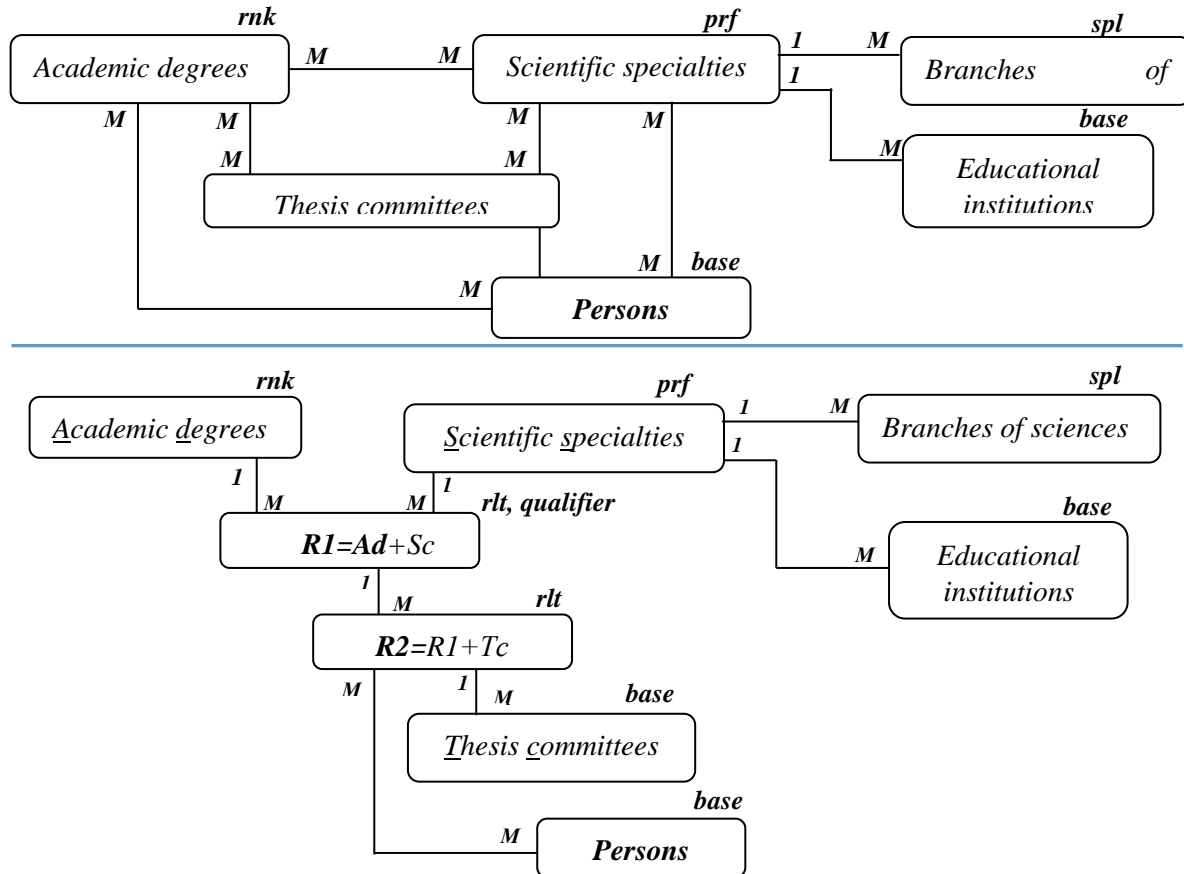 rnk
prf
spl
Academic degrees
M
M
Scientific specialties
1
M
Branches of
1
M
M
M
M
base
M
M
M
Educational
institutions
Thesis committees
M
M
base
Persons
rnk
prf
spl
Academic degrees
Scientific specialties
1
M
Branches of sciences
1
1
M
M
1
rlt, qualifier
R1=Ad+Sc
base
M
Educational
institutions
1
M
rlt
R2=R1+Tc
M
1
M
base
Thesis committees
base
M
Persons